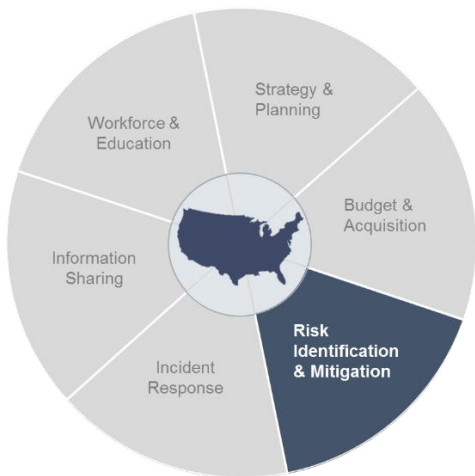 Strategy &
Planning
Budget &
Acquisition
Risk
Identification
& Mitigation
Incident
Response
Information
Sharing
Workforce &
Education